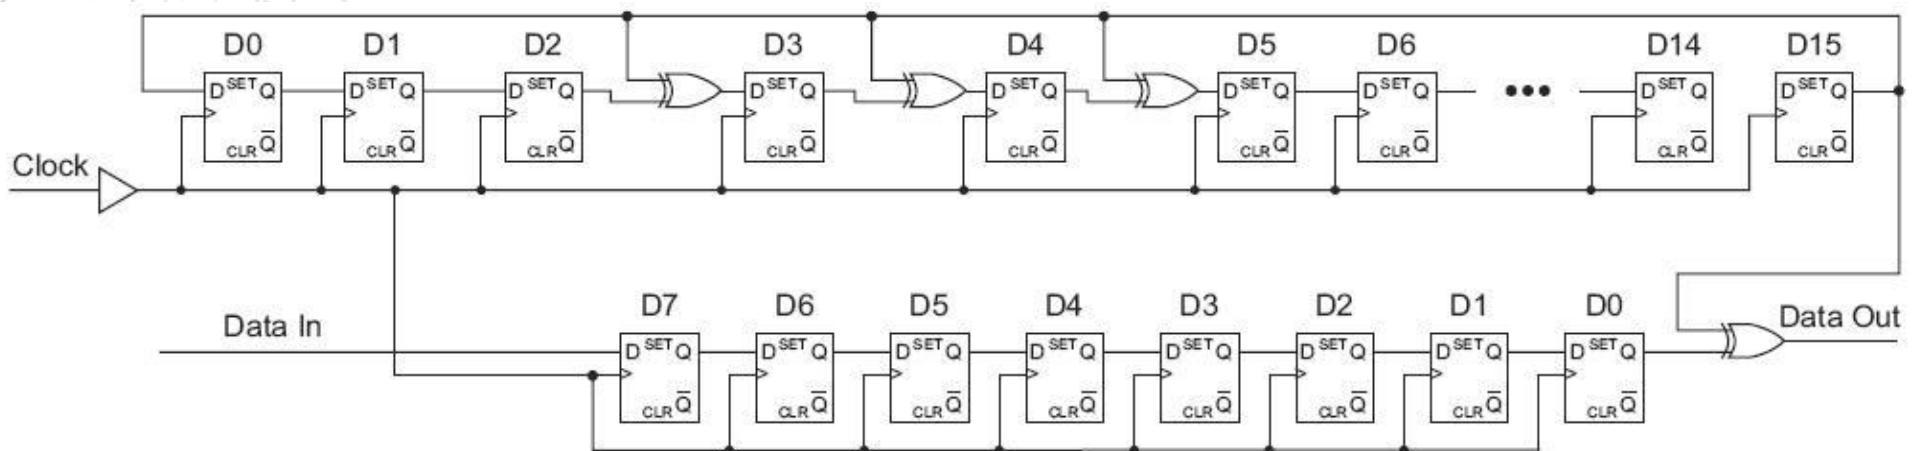 D0 D1 D2 D3 D4 D5 D6 D14 D15
D SET Q D SET Q D SET Q D SET Q D SET Q D SET Q D SET Q D SET Q D SET Q
CLR Q̅ CLR Q̅ CLR Q̅ CLR Q̅ CLR Q̅ CLR Q̅ CLR Q̅ CLR Q̅ CLR Q̅
Clock
D7 D6 D5 D4 D3 D2 D1 D0
Data In Data Out
D SET Q D SET Q D SET Q D SET Q D SET Q D SET Q D SET Q D SET Q
CLR Q̅ CLR Q̅ CLR Q̅ CLR Q̅ CLR Q̅ CLR Q̅ CLR Q̅ CLR Q̅